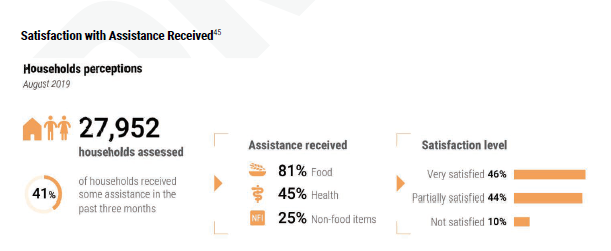 Satisfaction with Assistance Received45
Households perceptions
August 2019
27,952
households assessed
41%
of households received
some assistance in the
past three months
Assistance received
81% Food
45% Health
NFI 25% Non-food items
Satisfaction level
Very satisfied 46%
Partially satisfied 44%
Not satisfied 10%